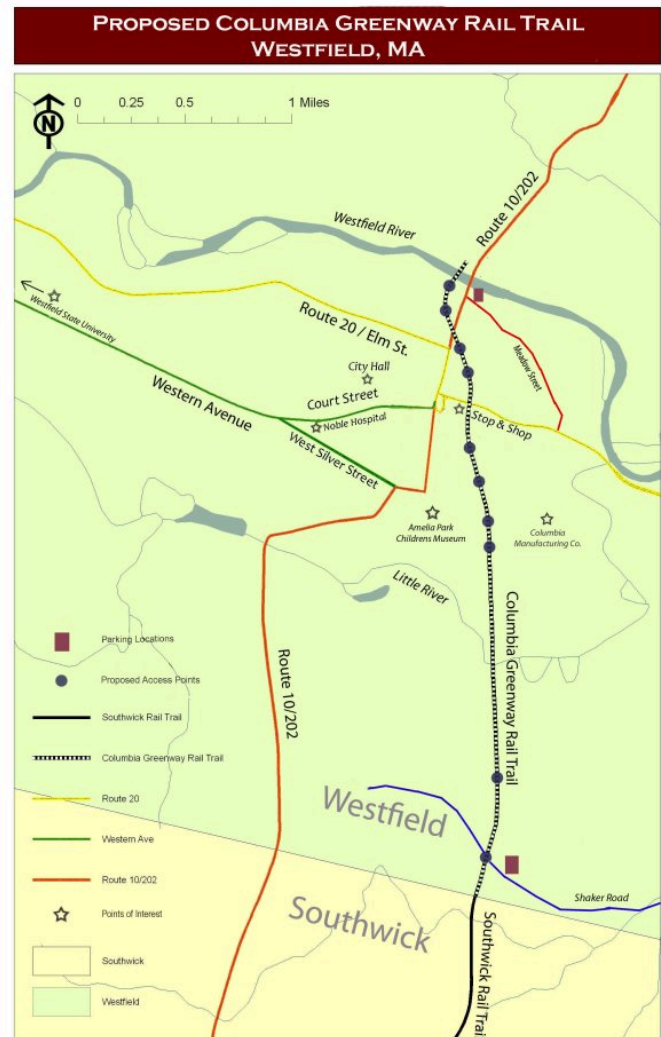 PROPOSED COLUMBIA GREENWAY RAIL TRAIL
WESTFIELD, MA
0 0.25 0.5 1 Miles
N
Route 10/202
Westfield River
Westfield State University
Route 20 / Elm St.
City Hall
Meadow Street
Court Street
Western Avenue
Noble Hospital
Stop & Shop
West Silver Street
Amelia Park
Childrens Museum
Columbia
Manufacturing Co.
Little River
Columbia Greenway Rail Trail
Route 10/202
Parking Locations
Proposed Access Points
Southwick Rail Trail
Columbia Greenway Rail Trail
Route 20
Western Ave
Route 10/202
Points of Interest
Southwick
Westfield
Westfield
Shaker Road
Southwick
Southwick Rail Trail